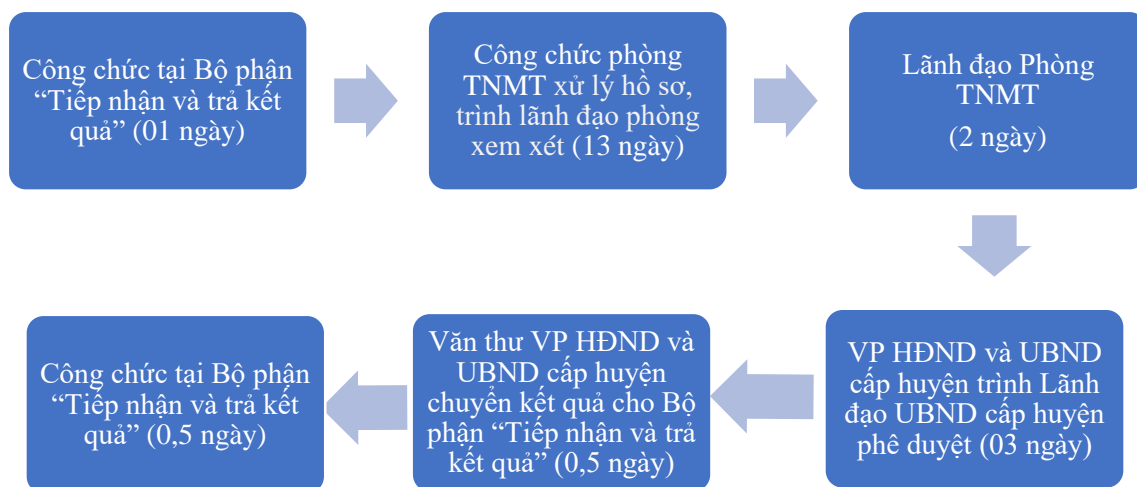 Công chức tại Bộ phận
“Tiếp nhận và trả kết
quả” (01 ngày)
Công chức phòng
TNMT xử lý hồ sơ,
trình lãnh đạo phòng
xem xét (13 ngày)
Lãnh đạo Phòng
TNMT
(2 ngày)
VP HĐND và UBND
cấp huyện trình Lãnh
đạo UBND cấp huyện
phê duyệt (03 ngày)
Văn thư VP HĐND và
UBND cấp huyện
chuyển kết quả cho Bộ
phận “Tiếp nhận và trả
kết quả” (0,5 ngày)
Công chức tại Bộ phận
“Tiếp nhận và trả kết
quả” (0,5 ngày)